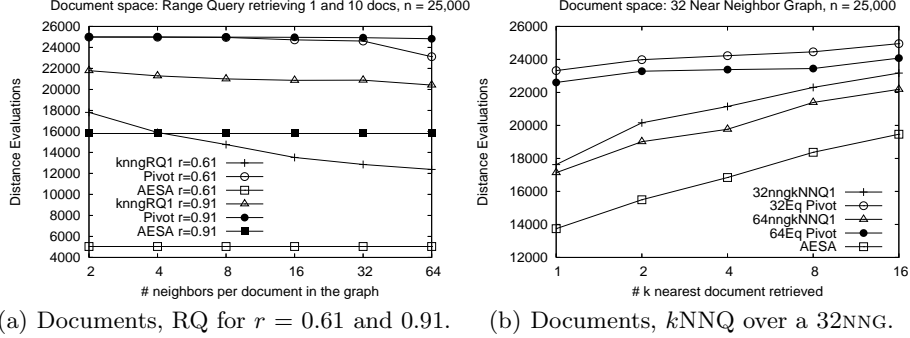 Document space: Range Query retrieving 1 and 10 docs, n = 25,000
26000
24000
22000
20000
18000
16000
14000
12000
10000
8000
6000
4000
Distance Evaluations
knngRQ1 r=0.61
Pivot r=0.61
AESA r=0.61
knngRQ1 r=0.91
Pivot r=0.91
AESA r=0.91
2 4 8 16 32 64
# neighbors per document in the graph
(a) Documents, RQ for r = 0.61 and 0.91.
Document space: 32 Near Neighbor Graph, n = 25,000
26000
24000
22000
20000
18000
16000
14000
12000
Distance Evaluations
32nngkNNQ1
32Eq Pivot
64nngkNNQ1
64Eq Pivot
AESA
1 2 4 8 16
# k nearest document retrieved
(b) Documents, kNNQ over a 32NNG.